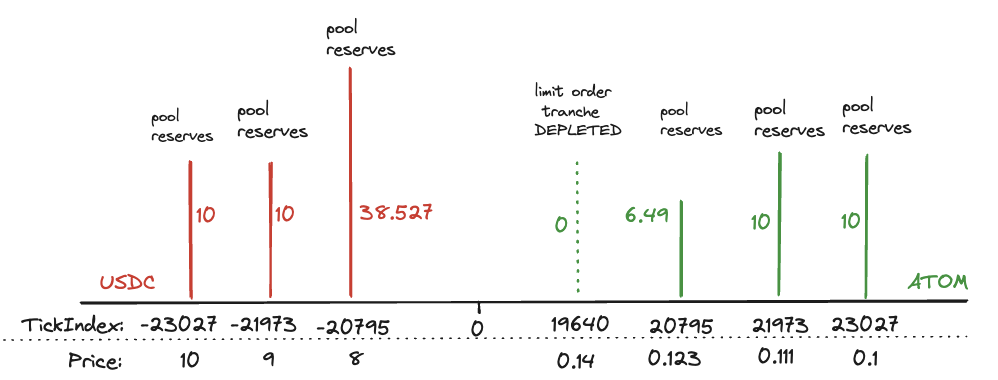 pool
reserves
limit order
tranche
DEPLETED
pool
reserves
pool
reserves
pool
reserves
pool
reserves
pool
reserves
10
10
38.527
0
6.49
10
10
USDC
ATOM
TickIndex: -23027 -21973 -20795 0 19640 20795 21973 23027
Price: 10 9 8 0.14 0.123 0.111 0.1